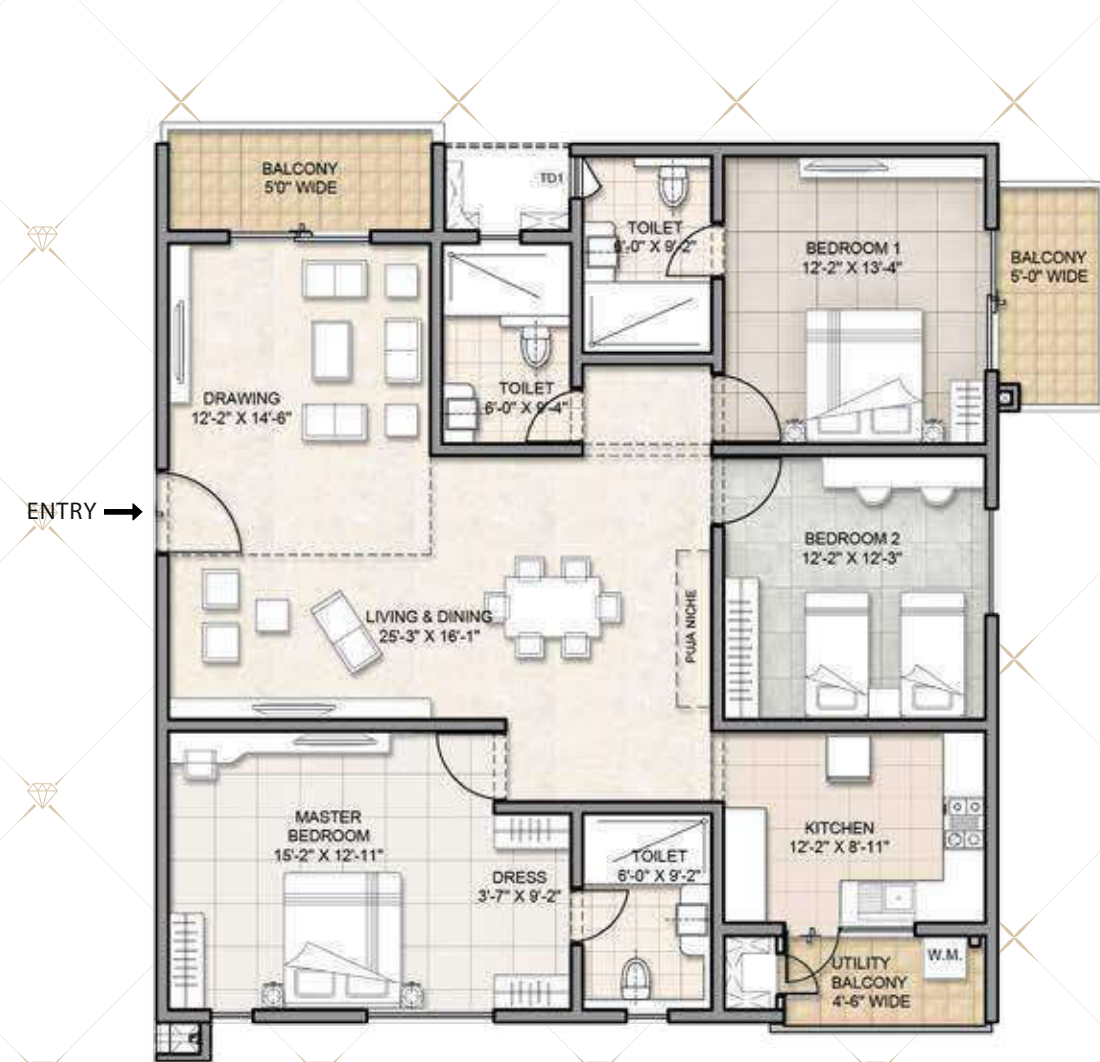 BALCONY
5'0" WIDE
TD1
TOILET
6'-0" X 9'-2"
BEDROOM 1
12'-2" X 13'-4"
BALCONY
5'-0" WIDE
DRAWING
12'-2" X 14'-6"
TOILET
6'-0" X 9'-4"
ENTRY
BEDROOM 2
12'-2" X 12'-3"
LIVING & DINING
25'-3" X 16'-1"
PUJA NICHE
MASTER
BEDROOM
15'-2" X 12'-11"
DRESS
3'-7" X 9'-2"
TOILET
6'-0" X 9'-2"
KITCHEN
12'-2" X 8'-11"
UTILITY
BALCONY
4'-6" WIDE
W.M.